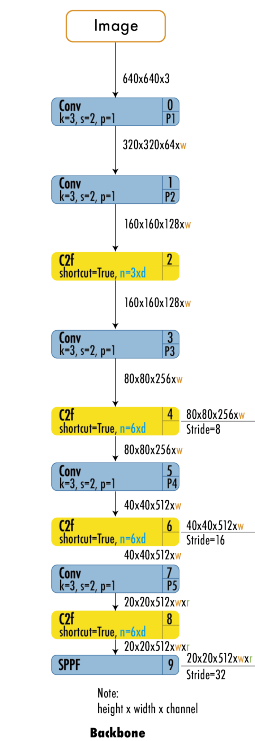 Image
640x640x3
Conv 0
k=3, s=2, p=1 P1
320x320x64xw
Conv 1
k=3, s=2, p=1 P2
160x160x128xw
C2f 2
shortcut=True, n=3xd
160x160x128xw
Conv 3
k=3, s=2, p=1 P3
80x80x256xw
C2f 4 80x80x256xw
shortcut=True, n=6xd Stride=8
80x80x256xw
Conv 5
k=3, s=2, p=1 P4
40x40x512xw
C2f 6 40x40x512xw
shortcut=True, n=6xd Stride=16
40x40x512xw
Conv 7
k=3, s=2, p=1 P5
20x20x512xwxr
C2f 8
shortcut=True, n=6xd
20x20x512xwxr
SPPF 9 20x20x512xwxr
Stride=32
Note:
height x width x channel
Backbone